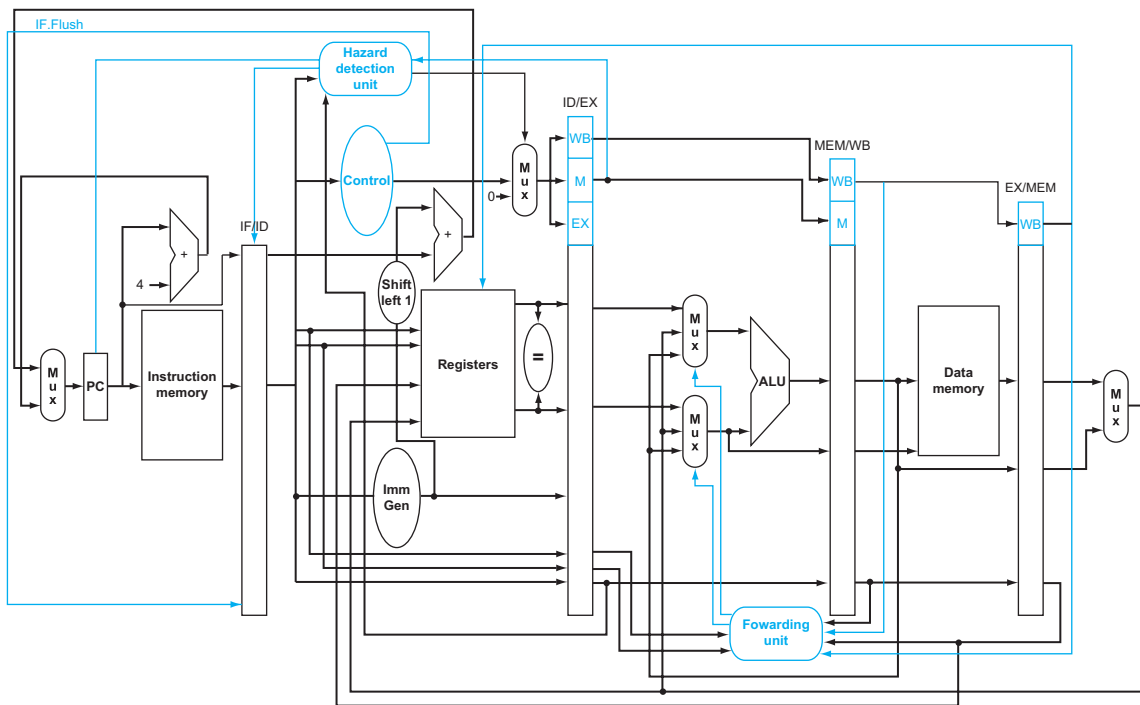 IF.Flush
Hazard
detection
unit
ID/EX
WB
MEM/WB
Control
M
u
x
M
WB
EX/MEM
0
EX
M
WB
IF/ID
+
+
4
Shift
left 1
M
u
x
M
u
x
PC
Instruction
memory
Registers
=
ALU
Data
memory
M
u
x
M
u
x
Imm
Gen
Fowarding
unit